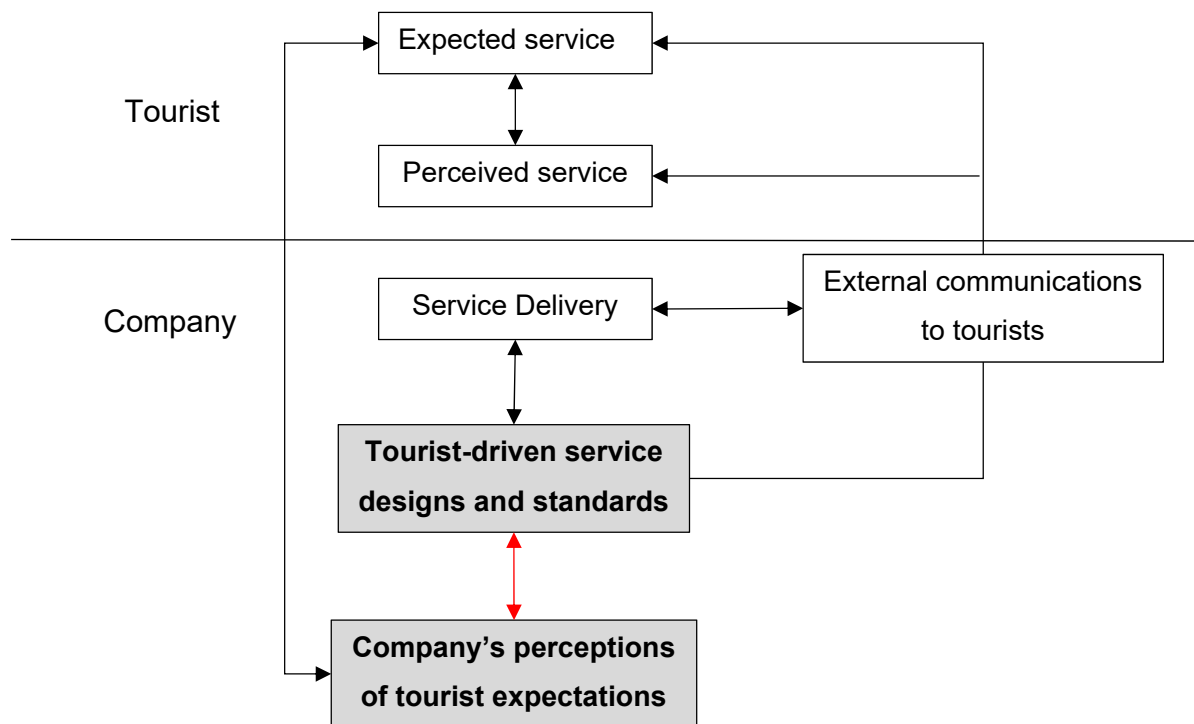 Expected service
Tourist
Perceived service
Company
Service Delivery
External communications
to tourists
Tourist-driven service
designs and standards
Company’s perceptions
of tourist expectations